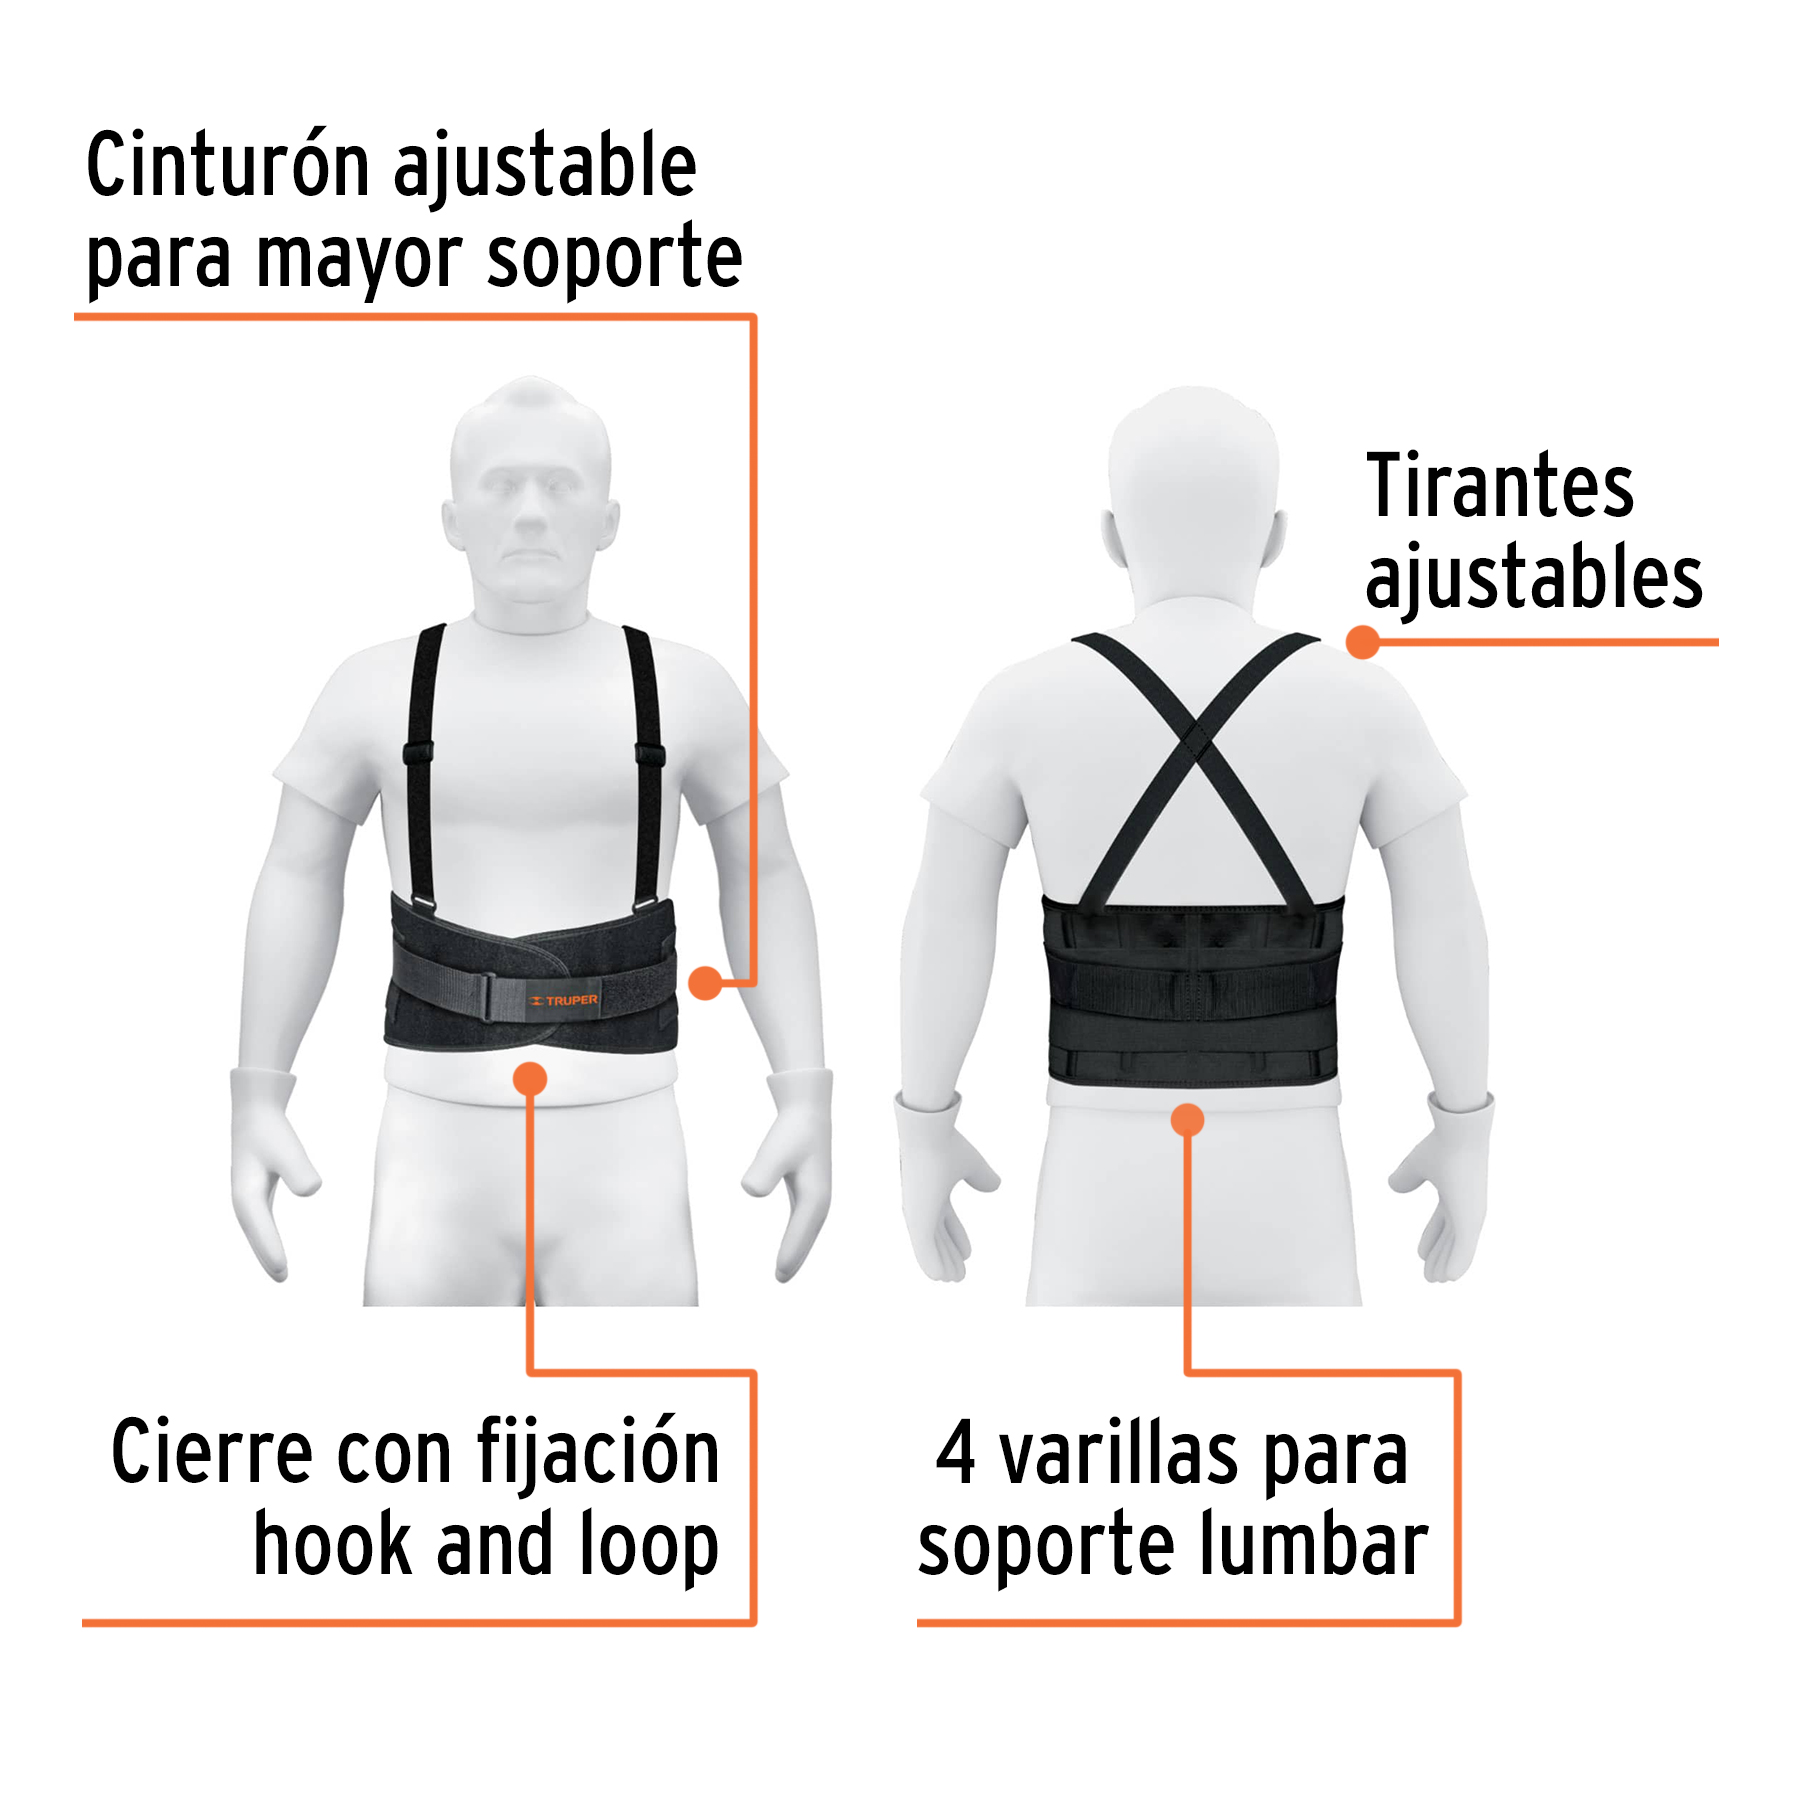 Cinturón ajustable
para mayor soporte
Tirantes
ajustables
TRUPER
Cierre con fijación
hook and loop
4 varillas para
soporte lumbar